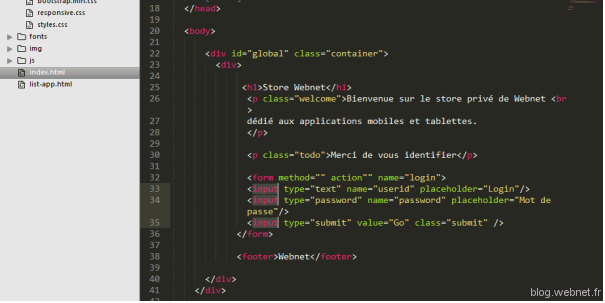 bootstrap.min.css
responsive.css
styles.css
fonts
img
js
index.html
list-app.html
18 </head>
19
20 <body>
21
22 <div id="global" class="container">
23 <div>
24
25 <h1>Store Webnet</h1>
26 <p class="welcome">Bienvenue sur le store privé de Webnet <br
>
27 dédié aux applications mobiles et tablettes.
28 </p>
29
30 <p class="todo">Merci de vous identifier</p>
31
32 <form method="" action"" name="login">
33 <input type="text" name="userid" placeholder="Login"/>
34 <input type="password" name="password" placeholder="Mot de
passe"/>
35 <input type="submit" value="Go" class="submit" />
36 </form>
37
38 <footer>Webnet</footer>
39
40 </div>
41 </div>
blog.webnet.fr